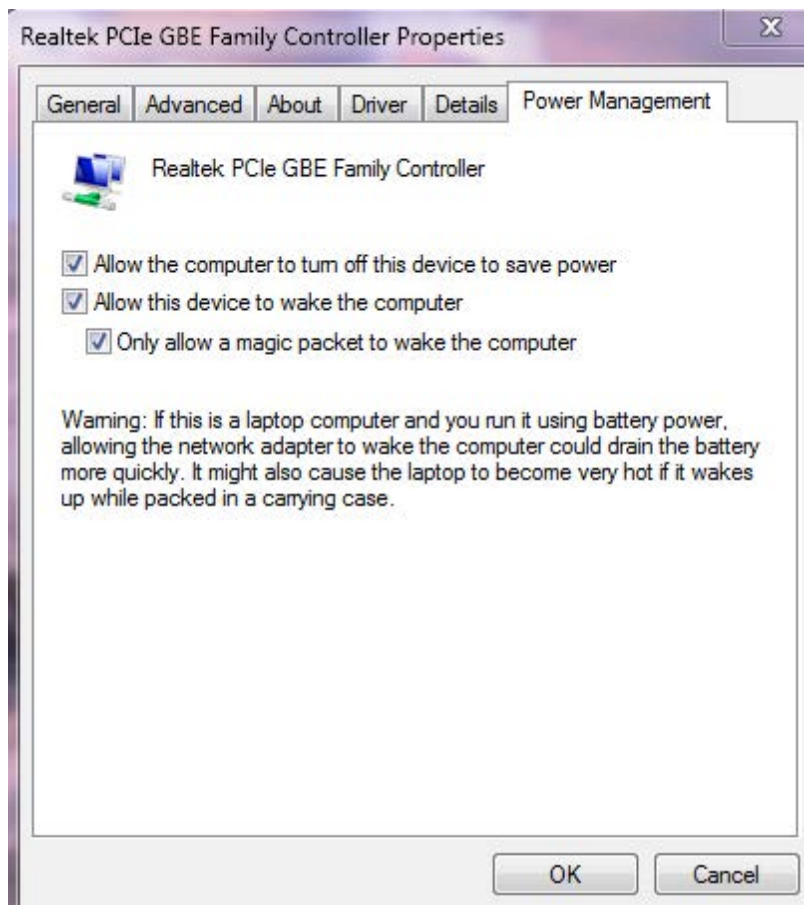 Realtek PCIe GBE Family Controller Properties
General Advanced About Driver Details Power Management
Realtek PCIe GBE Family Controller
Allow the computer to turn off this device to save power
Allow this device to wake the computer
Only allow a magic packet to wake the computer
Warning: If this is a laptop computer and you run it using battery power,
allowing the network adapter to wake the computer could drain the battery
more quickly. It might also cause the laptop to become very hot if it wakes
up while packed in a carrying case.
OK Cancel